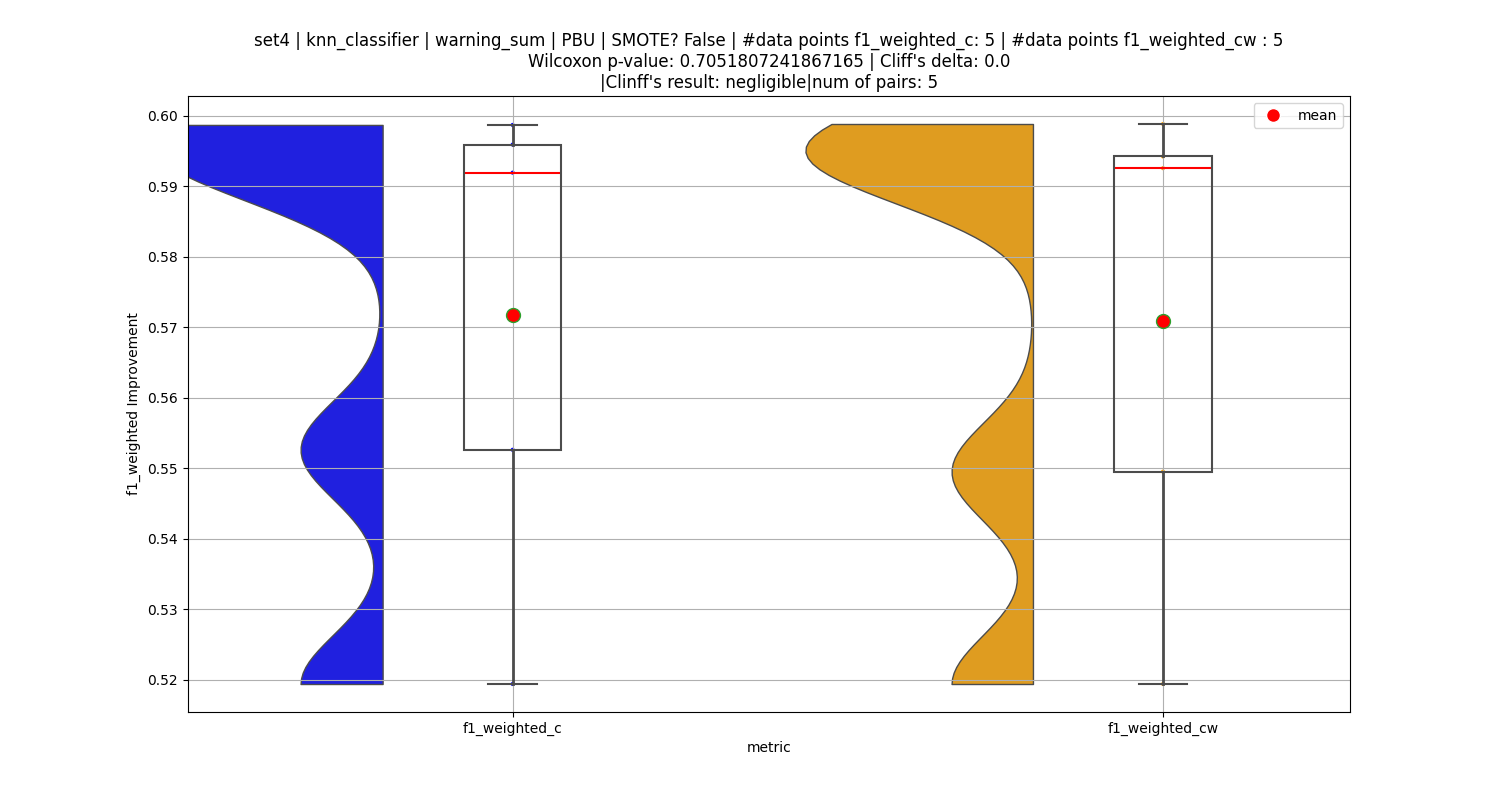 set4 | knn_classifier | warning_sum | PBU | SMOTE? False | #data points f1_weighted_c: 5 | #data points f1_weighted_cw : 5
Wilcoxon p-value: 0.7051807241867165 | Cliff's delta: 0.0
|Clinff's result: negligible|num of pairs: 5
mean
0.60
0.59
0.58
0.57
0.56
0.55
0.54
0.53
0.52
f1_weighted Improvement
f1_weighted_c
f1_weighted_cw
metric